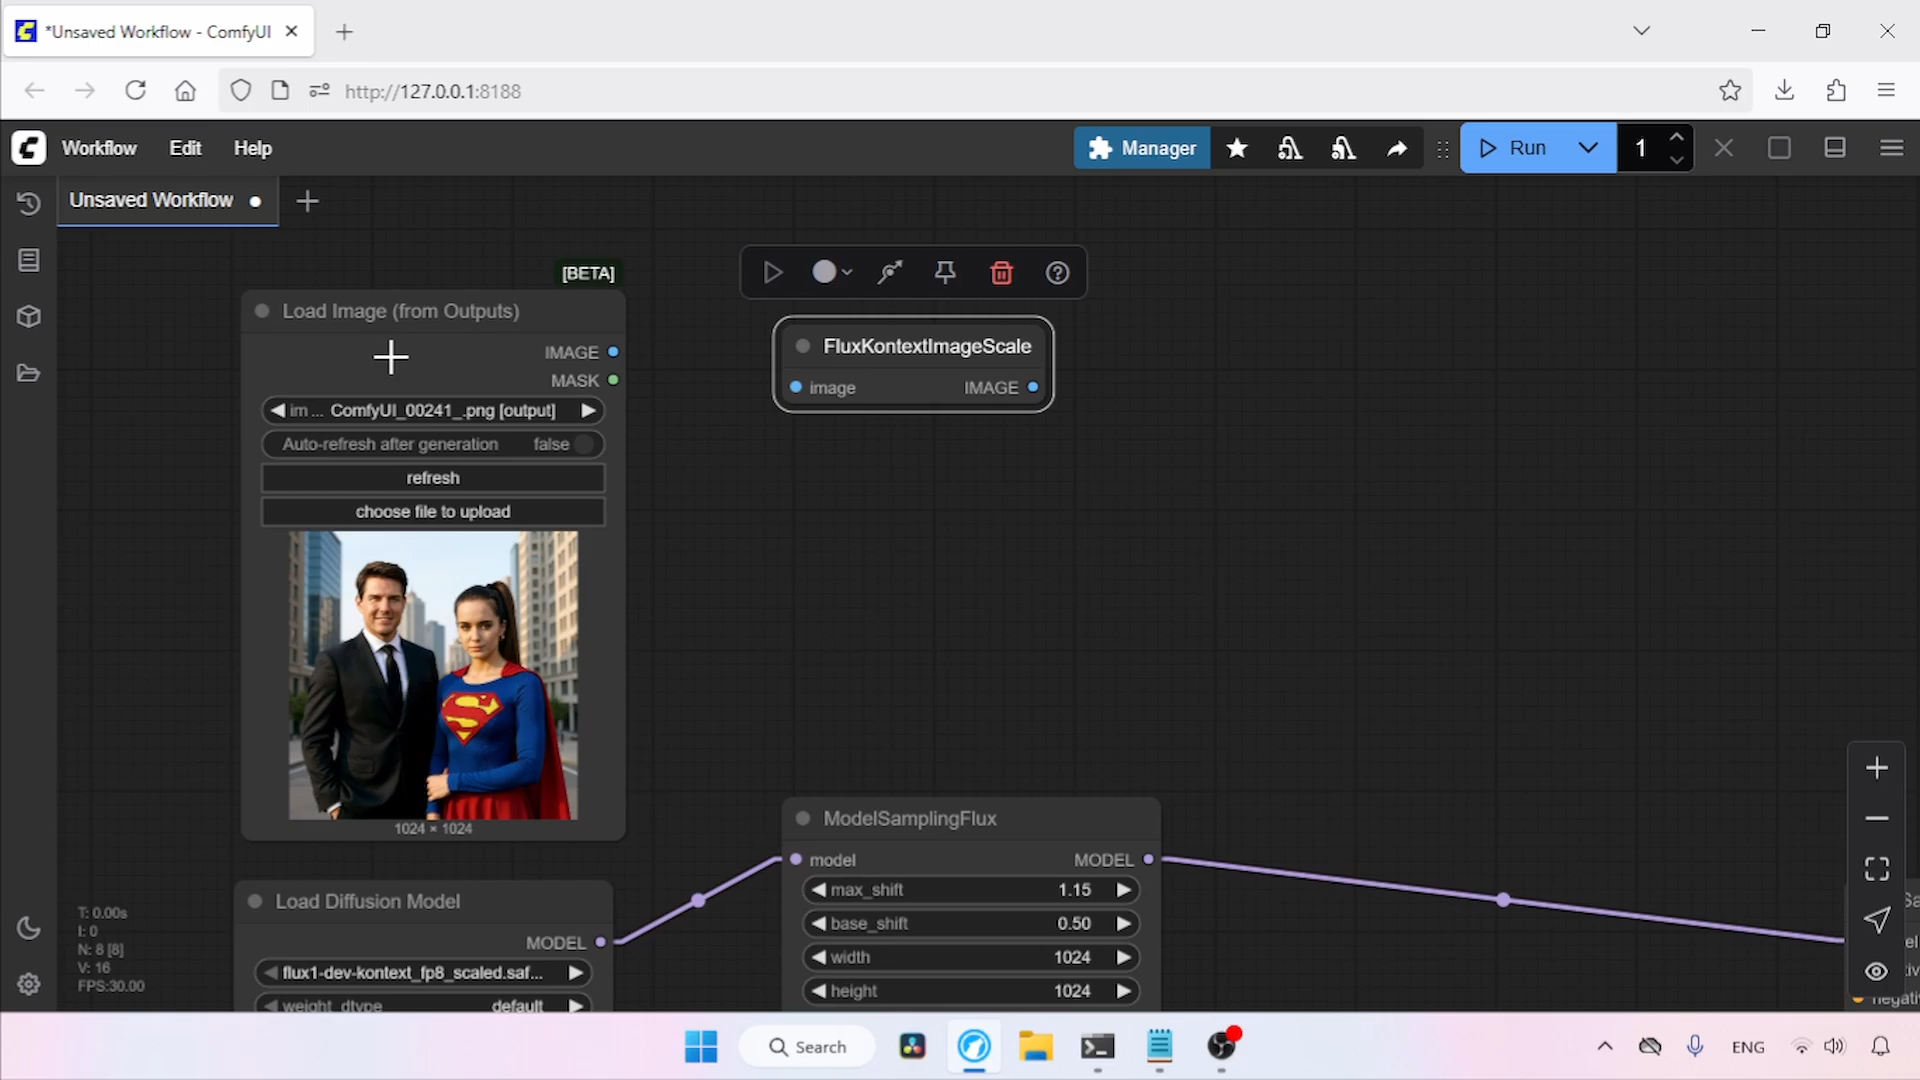 *Unsaved Workflow - ComfyUI
http://127.0.0.1:8188
Workflow Edit Help
Manager
Run
1
Unsaved Workflow
[BETA]
Load Image (from Outputs)
IMAGE
MASK
im ... ComfyUI_00241_.png [output]
Auto-refresh after generation false
refresh
choose file to upload
1024 × 1024
FluxKontextImageScale
image IMAGE
ModelSamplingFlux
model MODEL
max_shift 1.15
base_shift 0.50
width 1024
height 1024
Load Diffusion Model
MODEL
flux1-dev-kontext_fp8_scaled.saf...
weight_dtype default
T: 0.00s
I: 0
N: 8 [8]
V: 16
FPS:30.00
Search
ENG